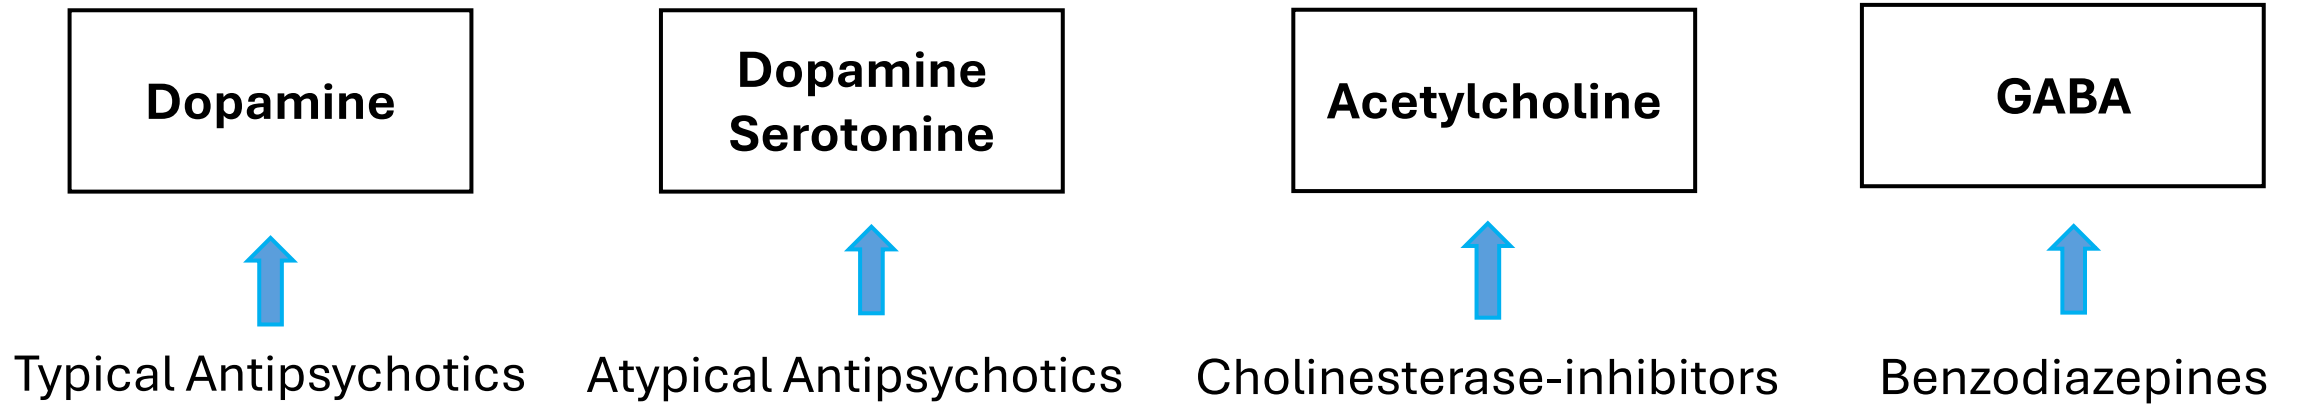 Dopamine
Dopamine
Serotonine
Acetylcholine
GABA
Typical Antipsychotics
Atypical Antipsychotics
Cholinesterase-inhibitors
Benzodiazepines